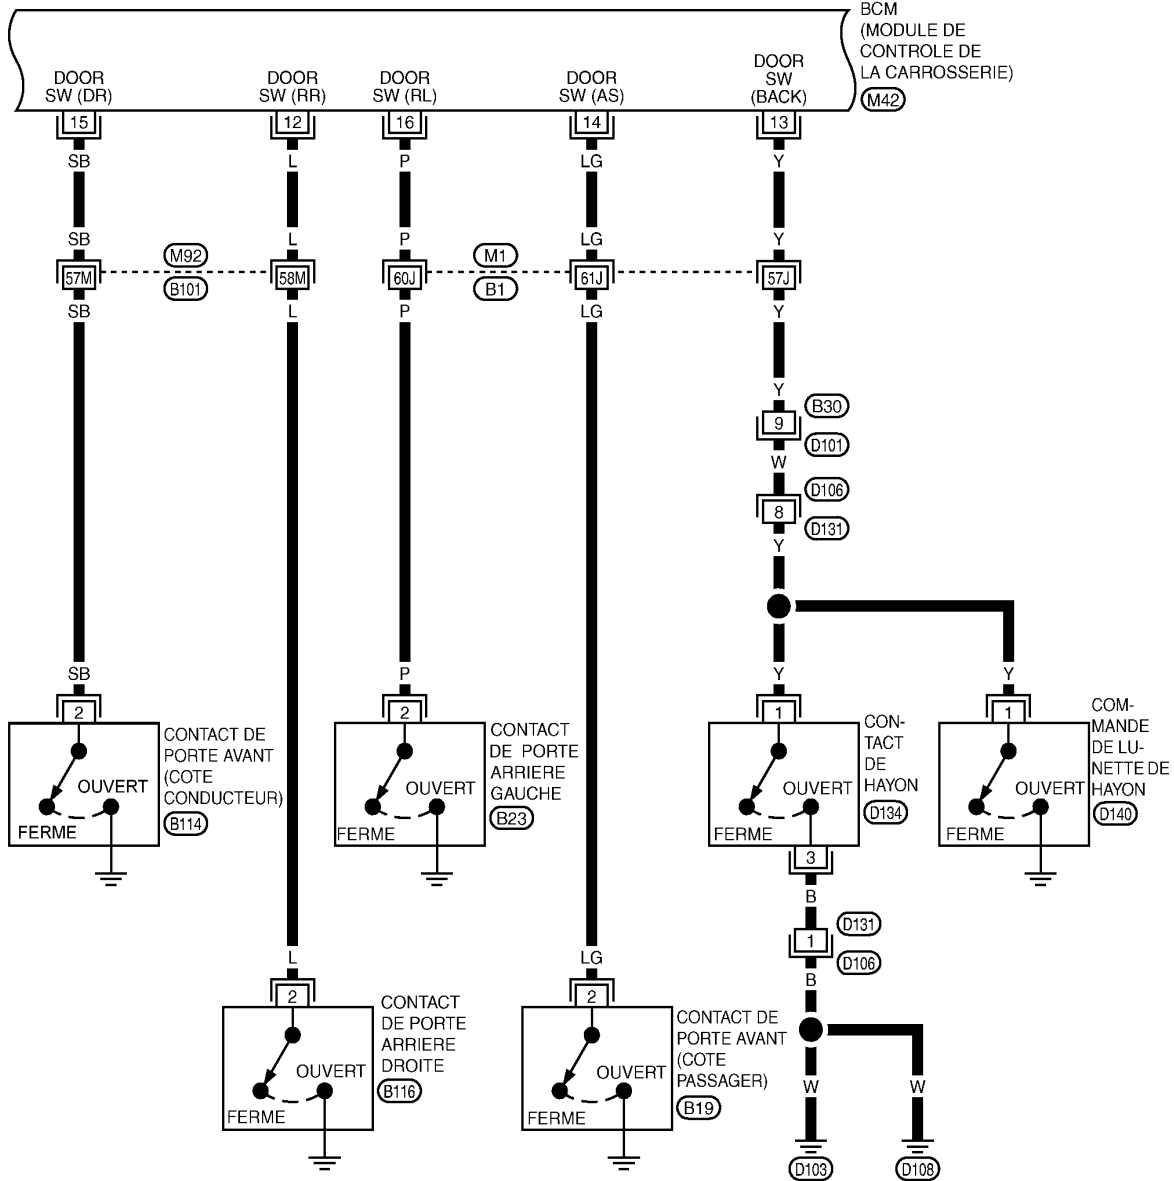 BCM
(MODULE DE
CONTROLE DE
LA CARROSSERIE)
M42
DOOR
SW (DR)
DOOR
SW (RR)
DOOR
SW (RL)
DOOR
SW (AS)
DOOR
SW
(BACK)
15
12
16
14
13
SB
L
P
LG
Y
SB
L
P
LG
Y
M92
M1
57M
58M
60J
61J
57J
B101
B1
SB
L
P
LG
Y
Y
B30
9
D101
W
D106
8
D131
Y
SB
P
Y
Y
2
2
1
1
CONTACT DE
PORTE AVANT
(COTE
CONDUCTEUR)
B114
OUVERT
FERME
CONTACT
DE PORTE
ARRIERE
GAUCHE
B23
OUVERT
FERME
CON-
TACT
DE
HAYON
D134
OUVERT
FERME
COM-
MANDE
DE LU-
NETTE DE
HAYON
D140
OUVERT
FERME
3
B
D131
1
D106
B
L
LG
2
2
CONTACT
DE PORTE
ARRIERE
DROITE
B116
OUVERT
FERME
CONTACT DE
PORTE AVANT
(COTE
PASSAGER)
B19
OUVERT
FERME
W
W
D103
D108